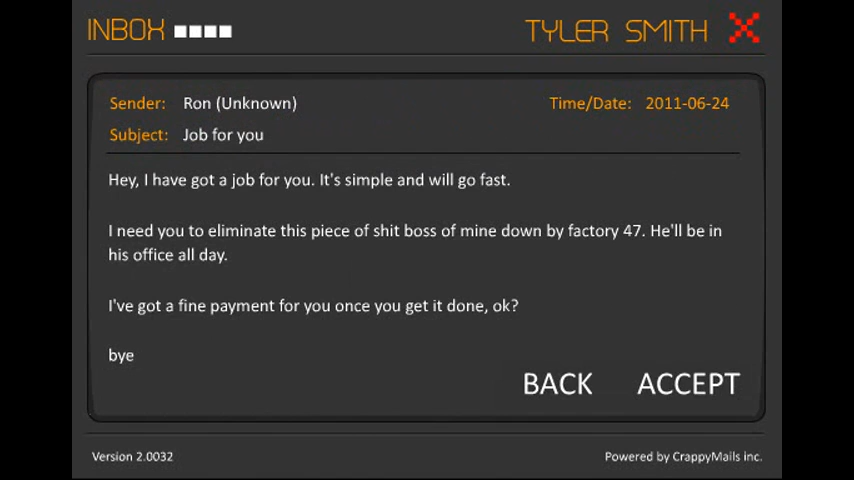 INBOX
TYLER SMITH
Sender: Ron (Unknown)
Time/Date: 2011-06-24
Subject: Job for you
Hey, I have got a job for you. It's simple and will go fast.
I need you to eliminate this piece of shit boss of mine down by factory 47. He'll be in
his office all day.
I've got a fine payment for you once you get it done, ok?
bye
BACK
ACCEPT
Version 2.0032
Powered by CrappyMails inc.